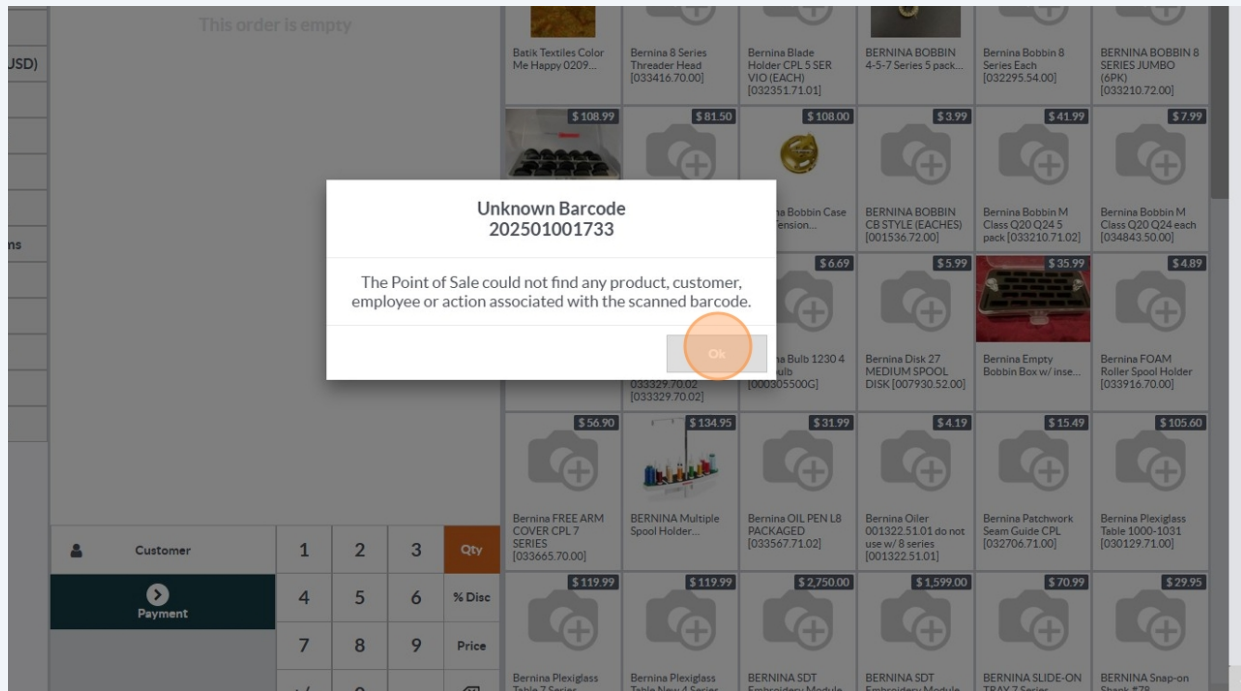 This order is empty
USD)
ns
Batik Textiles Color
Me Happy 0209...
Bernina 8 Series
Threader Head
[033416.70.00]
Bernina Blade
Holder CPL 5 SER
VIO (EACH)
[032351.71.01]
BERNINA BOBBIN
4-5-7 Series 5 pack...
Bernina Bobbin 8
Series Each
[032295.54.00]
BERNINA BOBBIN 8
SERIES JUMBO
(6PK)
[033210.72.00]
$ 108.99
$ 81.50
$ 108.00
$ 3.99
$ 41.99
$ 7.99
na Bobbin Case
BERNINA BOBBIN
CB STYLE (EACHES)
[001536.72.00]
Bernina Bobbin M
Class Q20 Q24 5
pack [033210.71.02]
Bernina Bobbin M
Class Q20 Q24 each
[034843.50.00]
Unknown Barcode
202501001733
The Point of Sale could not find any product, customer,
employee or action associated with the scanned barcode.
Ok
$ 6.69
$ 5.99
$ 35.99
$ 4.89
033329.70.02
[033329.70.02]
na Bulb 1230 4
ulb
[000305500G]
Bernina Disk 27
MEDIUM SPOOL
DISK [007930.52.00]
Bernina Empty
Bobbin Box w/ inse...
Bernina FOAM
Roller Spool Holder
[033916.70.00]
$ 56.90
$ 134.95
$ 31.99
$ 4.19
$ 15.49
$ 105.60
Bernina FREE ARM
COVER CPL 7
SERIES
[033665.70.00]
BERNINA Multiple
Spool Holder...
Bernina OIL PEN L8
PACKAGED
[033567.71.02]
Bernina Oiler
001322.51.01 do not
use w/ 8 series
[001322.51.01]
Bernina Patchwork
Seam Guide CPL
[032706.71.00]
Bernina Plexiglass
Table 1000-1031
[030129.71.00]
$ 119.99
$ 119.99
$ 2,750.00
$ 1,599.00
$ 70.99
$ 29.95
Bernina Plexiglass
Table 7 Series
Bernina Plexiglass
Table New 4 Series
BERNINA SDT
Embroidery Module
BERNINA SDT
Embroidery Module
BERNINA SLIDE-ON
TRAY 7 Series
BERNINA Snap-on
Shank #78
Customer
Payment
1 2 3 Qty
4 5 6 % Disc
7 8 9 Price